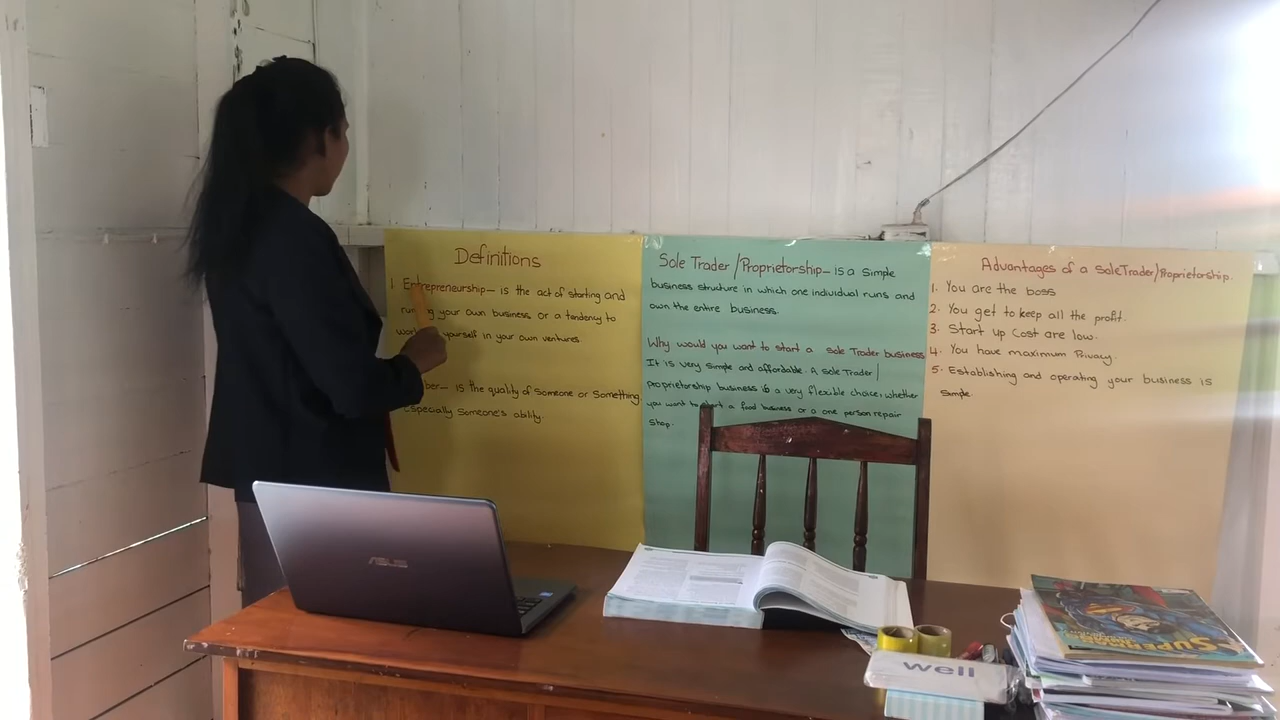 Definitions
1 Entrepreneurship- is the act of starting and
your own business or a tendency to
yourself in your own ventures.
is the quality of Someone or Something
especially Someone's ability.
Sole Trader/Proprietorship- is a Simple
business structure in which one individual runs and
own the entire business.
Why would you want to start a Sole Trader business
It is very simple and affordable. A Sole Trader/
proprietorship business is a very flexible choice, whether
you want to start a food business or a one person repair
Shop.
Advantages of a Sole Trader/Proprietorship.
1. You are the boss
2. You get to keep all the profit.
3. Start up Cost are low.
4. You have maximum Privacy.
5. Establishing and operating your business is
Simple.
ASUS
well
SUPERMAN